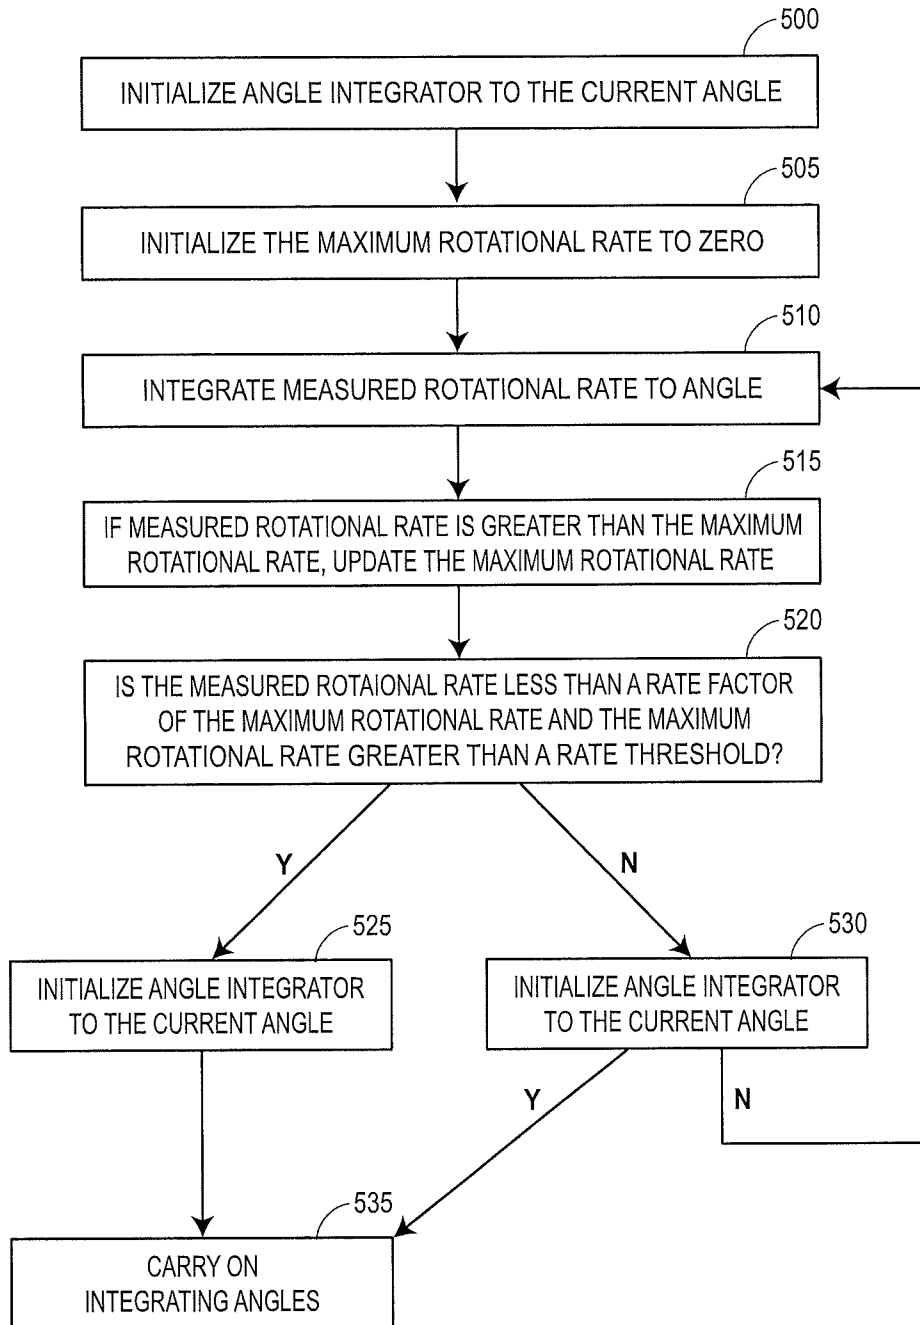 500
INITIALIZE ANGLE INTEGRATOR TO THE CURRENT ANGLE
505
INITIALIZE THE MAXIMUM ROTATIONAL RATE TO ZERO
510
INTEGRATE MEASURED ROTATIONAL RATE TO ANGLE
515
IF MEASURED ROTATIONAL RATE IS GREATER THAN THE MAXIMUM
ROTATIONAL RATE, UPDATE THE MAXIMUM ROTATIONAL RATE
520
IS THE MEASURED ROTAIONAL RATE LESS THAN A RATE FACTOR
OF THE MAXIMUM ROTATIONAL RATE AND THE MAXIMUM
ROTATIONAL RATE GREATER THAN A RATE THRESHOLD?
Y
N
525
INITIALIZE ANGLE INTEGRATOR
TO THE CURRENT ANGLE
530
INITIALIZE ANGLE INTEGRATOR
TO THE CURRENT ANGLE
Y
N
535
CARRY ON
INTEGRATING ANGLES